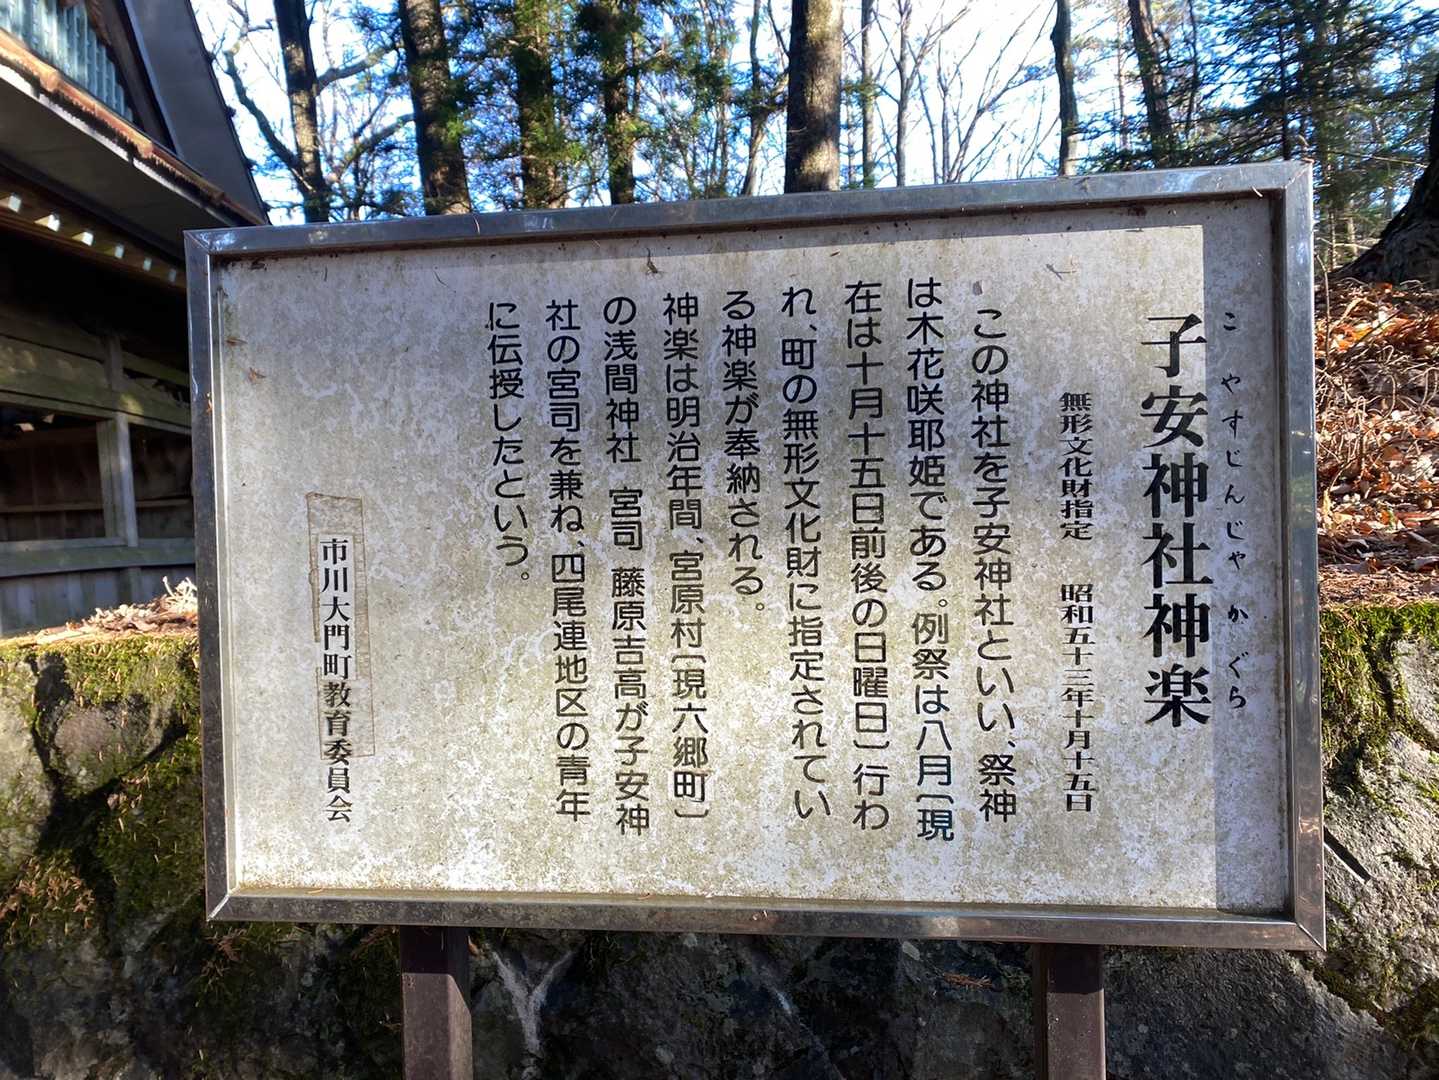 こやすじんじゃかぐら
子安神社神楽
無形文化財指定　昭和五十三年十月十五日
この神社を子安神社といい、祭神
は木花咲耶姫である。例祭は八月〔現
在は十月十五日前後の日曜日〕行わ
れ、町の無形文化財に指定されてい
る神楽が奉納される。
神楽は明治年間、宮原村〔現六郷町〕
の浅間神社　宮司　藤原吉高が子安神
社の宮司を兼ね、四尾連地区の青年
に伝授したという。
市川大門町教育委員会